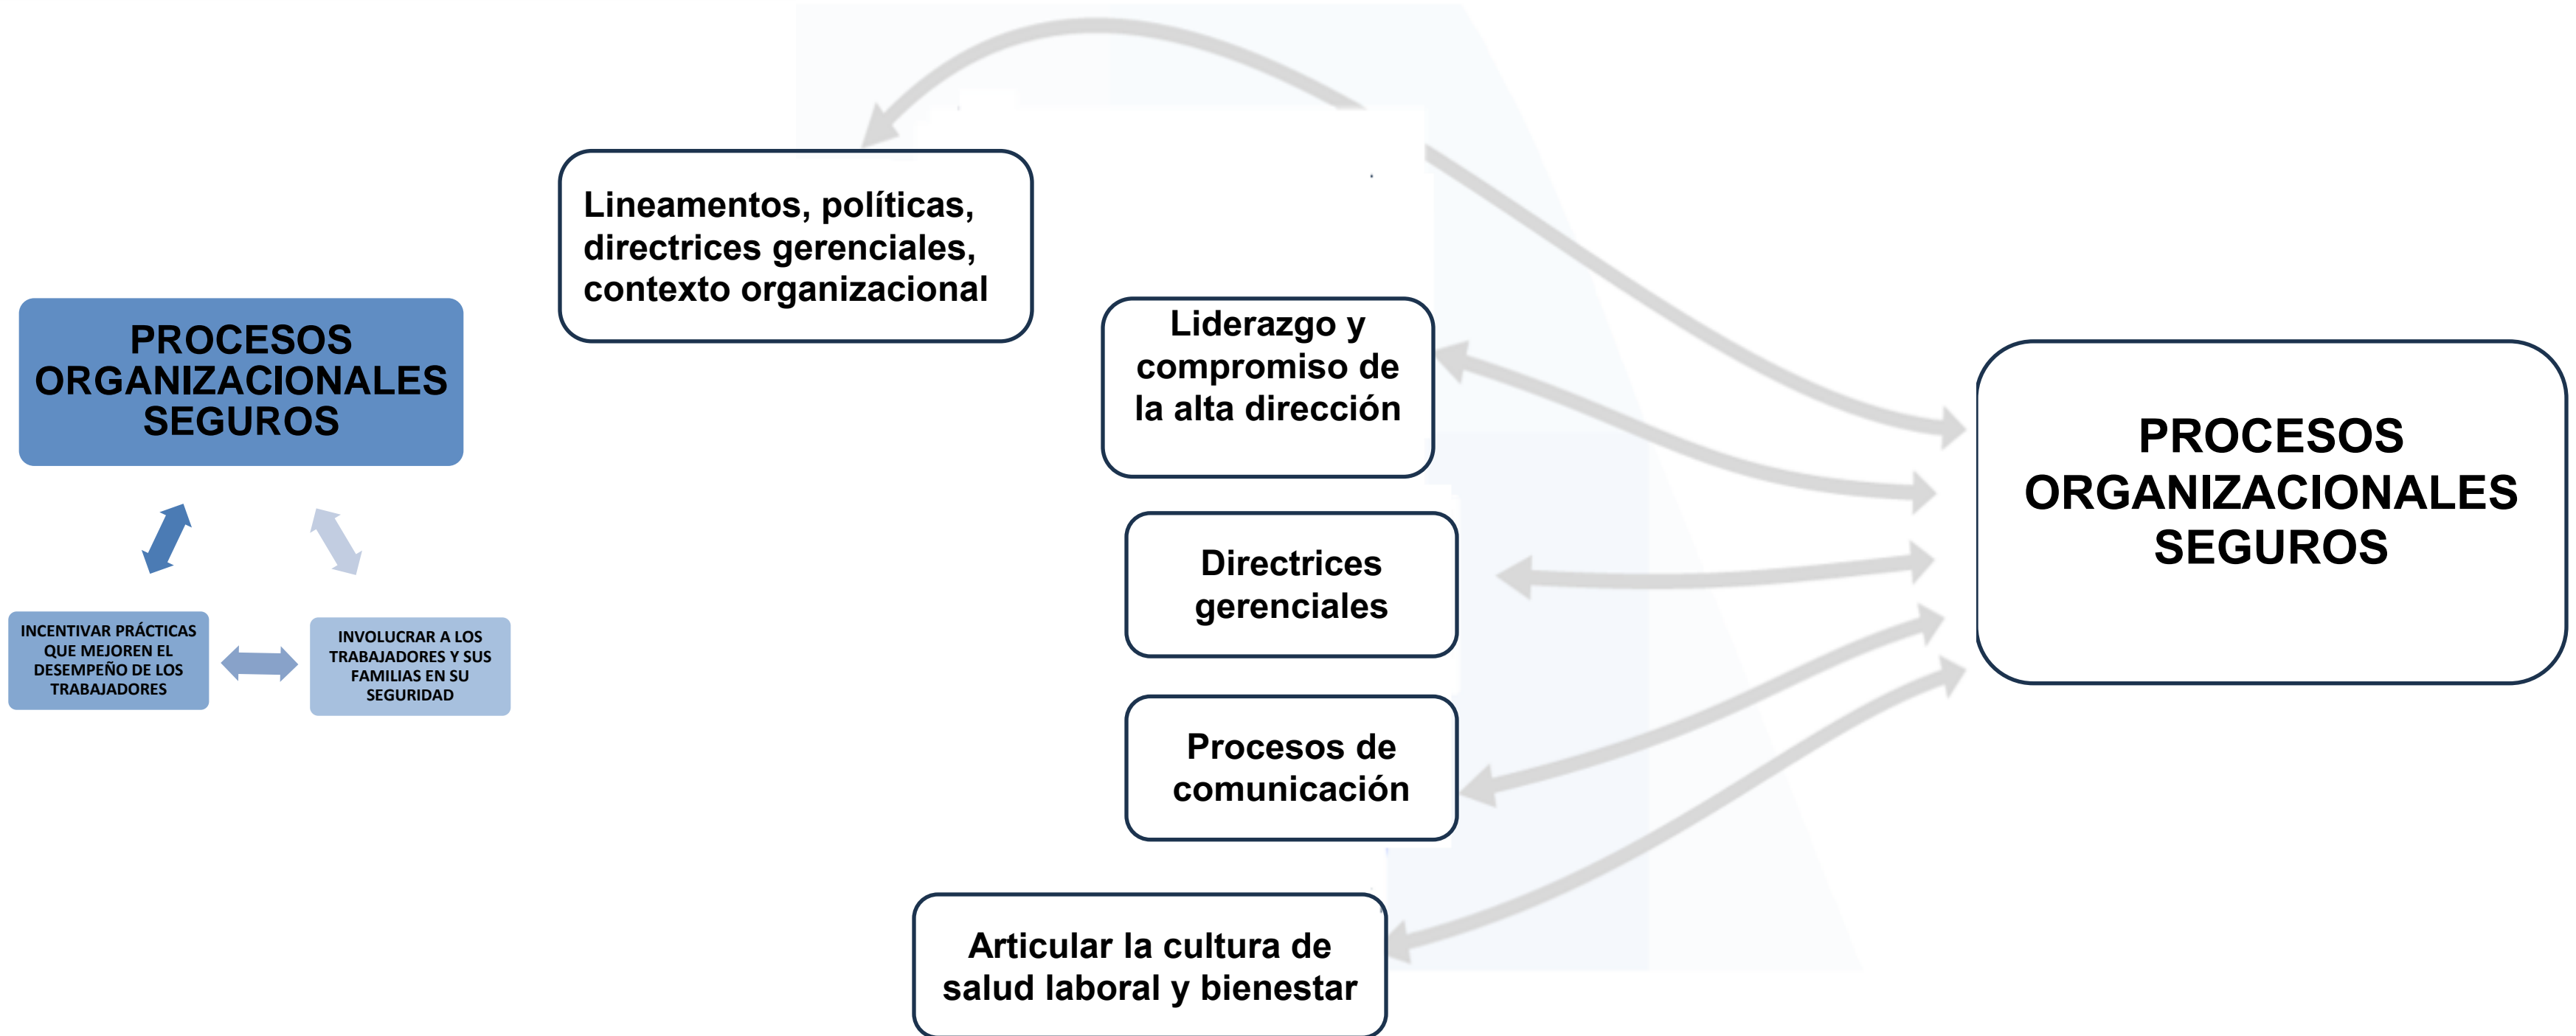 PROCESOS
ORGANIZACIONALES
SEGUROS
INCENTIVAR PRÁCTICAS
QUE MEJOREN EL
DESEMPEÑO DE LOS
TRABAJADORES
INVOLUCRAR A LOS
TRABAJADORES Y SUS
FAMILIAS EN SU
SEGURIDAD
Lineamentos, políticas,
directrices gerenciales,
contexto organizacional
Liderazgo y
compromiso de
la alta dirección
Directrices
gerenciales
Procesos de
comunicación
Articular la cultura de
salud laboral y bienestar
PROCESOS
ORGANIZACIONALES
SEGUROS